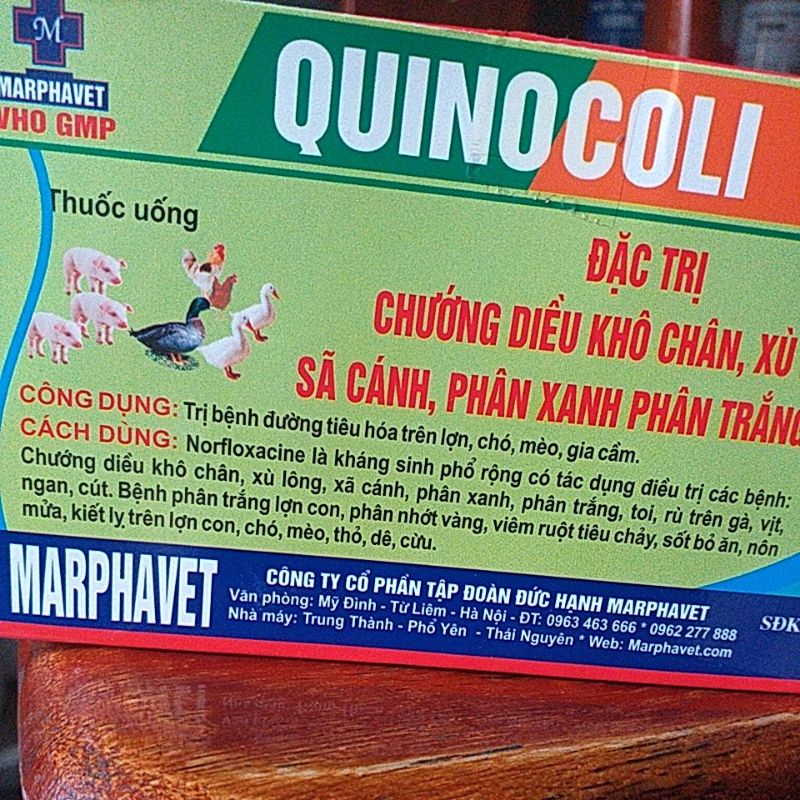 M
MARPHAVET
WHO GMP
QUINOCOLI
Thuốc uống
ĐẶC TRỊ
CHƯỚNG DIỀU KHÔ CHÂN, XÙ
SÃ CÁNH, PHÂN XANH PHÂN TRẮNG
CÔNG DỤNG: Trị bệnh đường tiêu hóa trên lợn, chó, mèo, gia cầm.
CÁCH DÙNG: Norfloxacine là kháng sinh phổ rộng có tác dụng điều trị các bệnh:
Chướng diều khô chân, xù lông, xã cánh, phân xanh, phân trắng, toi, rù trên gà, vịt,
ngan, cút. Bệnh phân trắng lợn con, phân nhớt vàng, viêm ruột tiêu chảy, sốt bỏ ăn, nôn
mửa, kiết lỵ trên lợn con, chó, mèo, thỏ, dê, cừu.
MARPHAVET
CÔNG TY CỔ PHẦN TẬP ĐOÀN ĐỨC HẠNH MARPHAVET
Văn phòng: Mỹ Đình - Từ Liêm - Hà Nội - ĐT: 0963 463 666 * 0962 277 888
Nhà máy: Trung Thành - Phổ Yên - Thái Nguyên * Web: Marphavet.com
SĐK